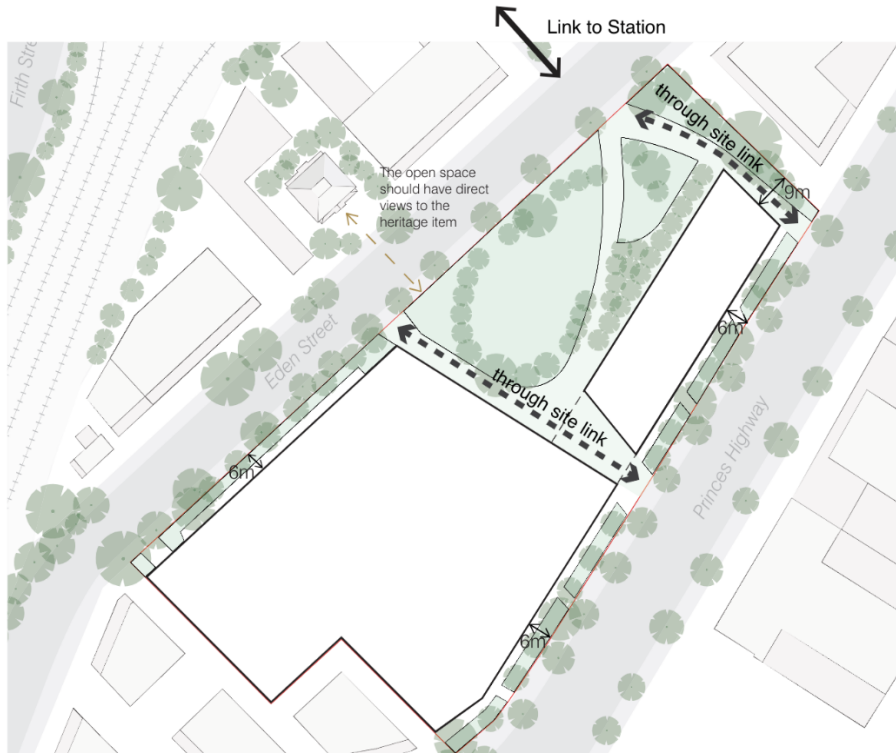 Link to Station
Firth Stre
through site link
9m
The open space
should have direct
views to the
heritage item
6m
Eden Street
through site link
6m
Princes Highway
6m